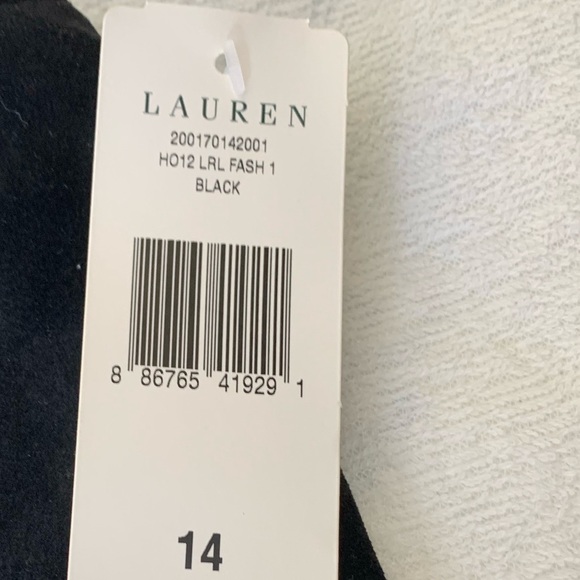 LAUREN
200170142001
HO12 LRL FASH 1
BLACK
8 86765 41929 1
14